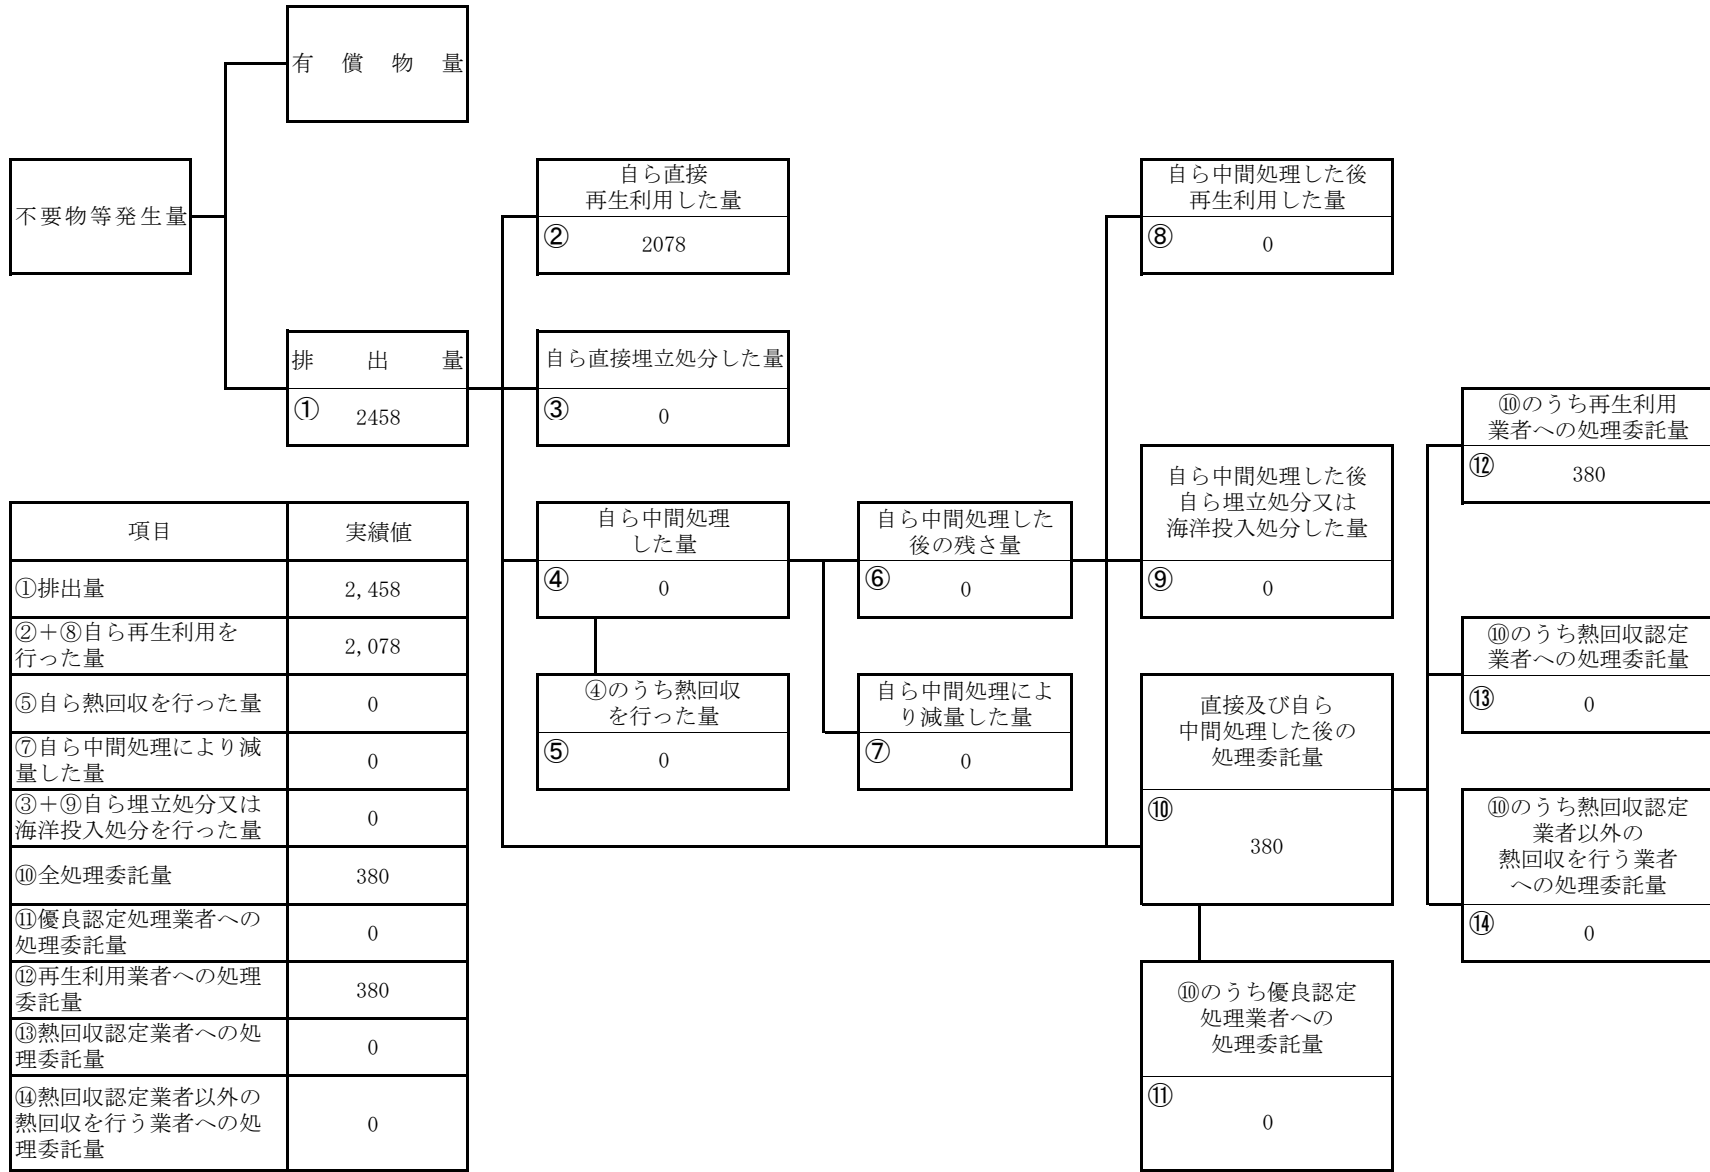 有償物量
不要物等発生量
排出量
①
2458
自ら直接
再生利用した量
②
2078
自ら直接埋立処分した量
③
0
自ら中間処理
した量
④
0
④のうち熱回収
を行った量
⑤
0
自ら中間処理した
後の残さ量
⑥
0
自ら中間処理によ
り減量した量
⑦
0
自ら中間処理した後
再生利用した量
⑧
0
自ら中間処理した後
自ら埋立処分又は
海洋投入処分した量
⑨
0
直接及び自ら
中間処理した後の
処理委託量
⑩
380
⑩のうち優良認定
処理業者への
処理委託量
⑪
0
⑩のうち再生利用
業者への処理委託量
⑫
380
⑩のうち熱回収認定
業者への処理委託量
⑬
0
⑩のうち熱回収認定
業者以外の
熱回収を行う業者
への処理委託量
⑭
0
項目 実績値
①排出量 2,458
②+⑧自ら再生利用を
行った量 2,078
⑤自ら熱回収を行った量 0
⑦自ら中間処理により減
量した量 0
③+⑨自ら埋立処分又は
海洋投入処分を行った量 0
⑩全処理委託量 380
⑪優良認定処理業者への
処理委託量 0
⑫再生利用業者への処理
委託量 380
⑬熱回収認定業者への処
理委託量 0
⑭熱回収認定業者以外の
熱回収を行う業者への処
理委託量 0